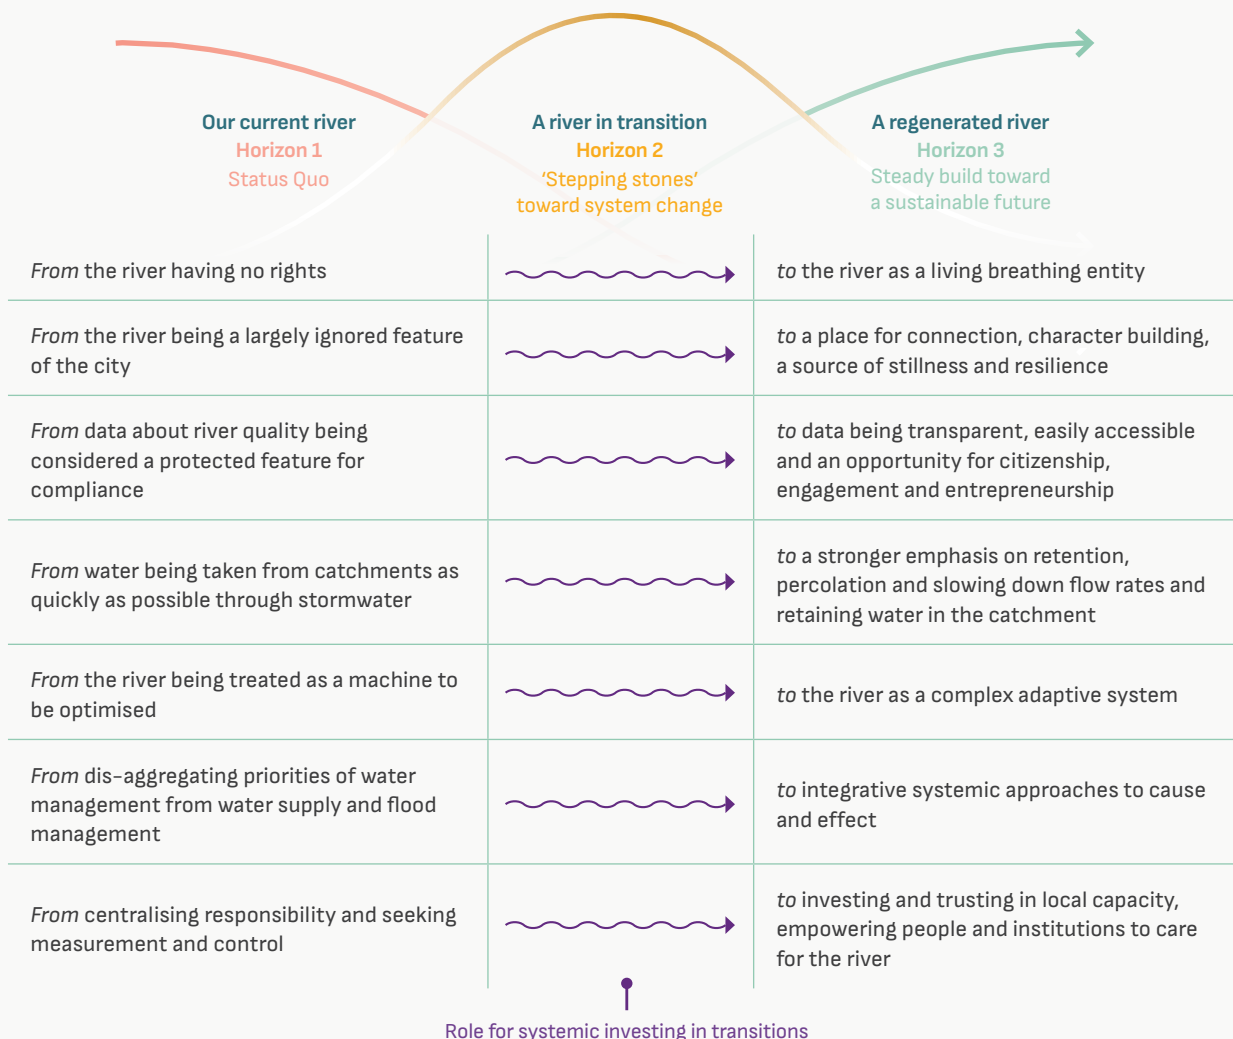 Our current river
Horizon 1
Status Quo
A river in transition
Horizon 2
‘Stepping stones’
toward system change
A regenerated river
Horizon 3
Steady build toward
a sustainable future
From the river having no rights
to the river as a living breathing entity
From the river being a largely ignored feature
of the city
to a place for connection, character building,
a source of stillness and resilience
From data about river quality being
considered a protected feature for
compliance
to data being transparent, easily accessible
and an opportunity for citizenship,
engagement and entrepreneurship
From water being taken from catchments as
quickly as possible through stormwater
to a stronger emphasis on retention,
percolation and slowing down flow rates and
retaining water in the catchment
From the river being treated as a machine to
be optimised
to the river as a complex adaptive system
From dis-aggregating priorities of water
management from water supply and flood
management
to integrative systemic approaches to cause
and effect
From centralising responsibility and seeking
measurement and control
to investing and trusting in local capacity,
empowering people and institutions to care
for the river
Role for systemic investing in transitions